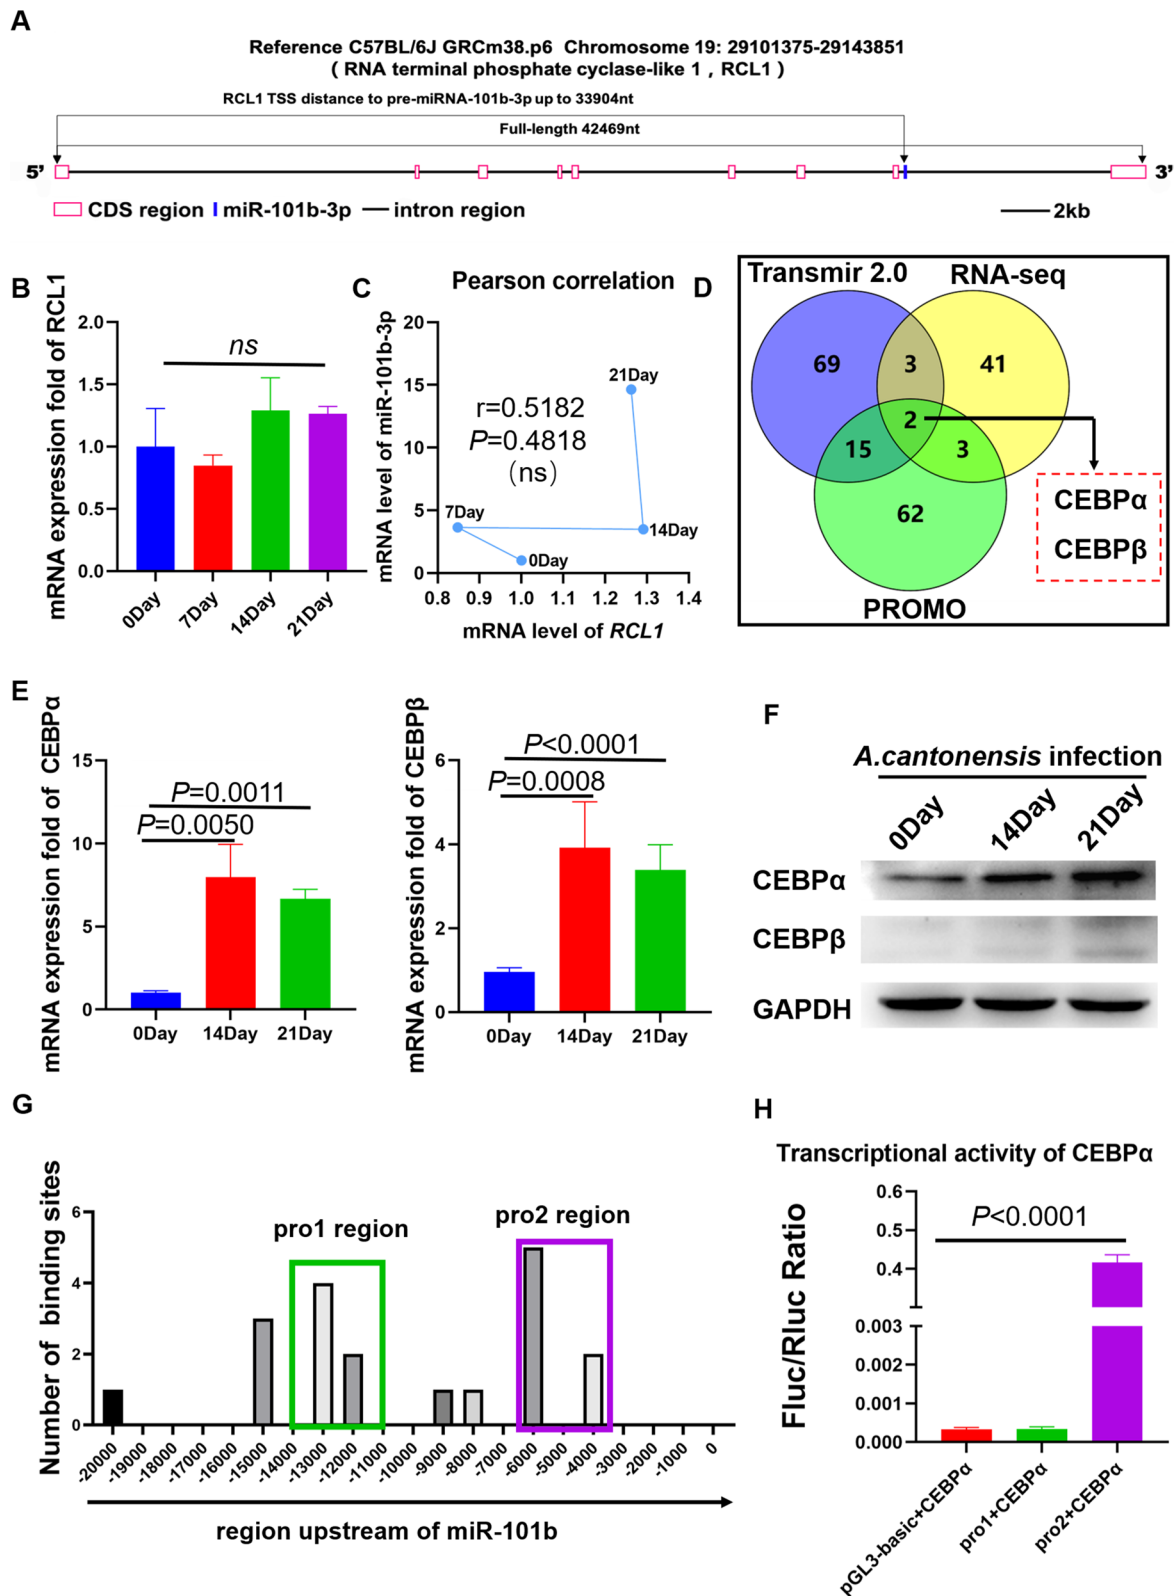 A
Reference C57BL/6J GRCm38.p6 Chromosome 19: 29101375-29143851
( RNA terminal phosphate cyclase-like 1 , RCL1 )
RCL1 TSS distance to pre-miRNA-101b-3p up to 33904nt
Full-length 42469nt
5’
3’
CDS region
miR-101b-3p
intron region
2kb
B
mRNA expression fold of RCL1
2.0
1.5
1.0
0.5
0.0
ns
0Day
7Day
14Day
21Day
C
Pearson correlation
mRNA level of miR-101b-3p
20
15
10
5
0
r=0.5182
P=0.4818
(ns)
21Day
7Day
14Day
0Day
0.8 0.9 1.0 1.1 1.2 1.3 1.4
mRNA level of RCL1
D
Transmir 2.0
RNA-seq
69
3
41
2
15
3
62
CEBPα
CEBPβ
PROMO
E
mRNA expression fold of CEBPα
15
10
5
0
P=0.0011
P=0.0050
0Day 14Day 21Day
mRNA expression fold of CEBPβ
6
4
2
0
P<0.0001
P=0.0008
0Day 14Day 21Day
F
A.cantonensis infection
0Day
14Day
21Day
CEBPα
CEBPβ
GAPDH
G
Number of binding sites
6
4
2
0
pro1 region
pro2 region
-20000
-19000
-18000
-17000
-16000
-15000
-14000
-13000
-12000
-11000
-10000
-9000
-8000
-7000
-6000
-5000
-4000
-3000
-2000
-1000
0
region upstream of miR-101b
H
Transcriptional activity of CEBPα
Fluc/Rluc Ratio
0.6
0.5
0.4
0.003
0.002
0.001
0.000
P<0.0001
pGL3-basic+CEBPα
pro1+CEBPα
pro2+CEBPα